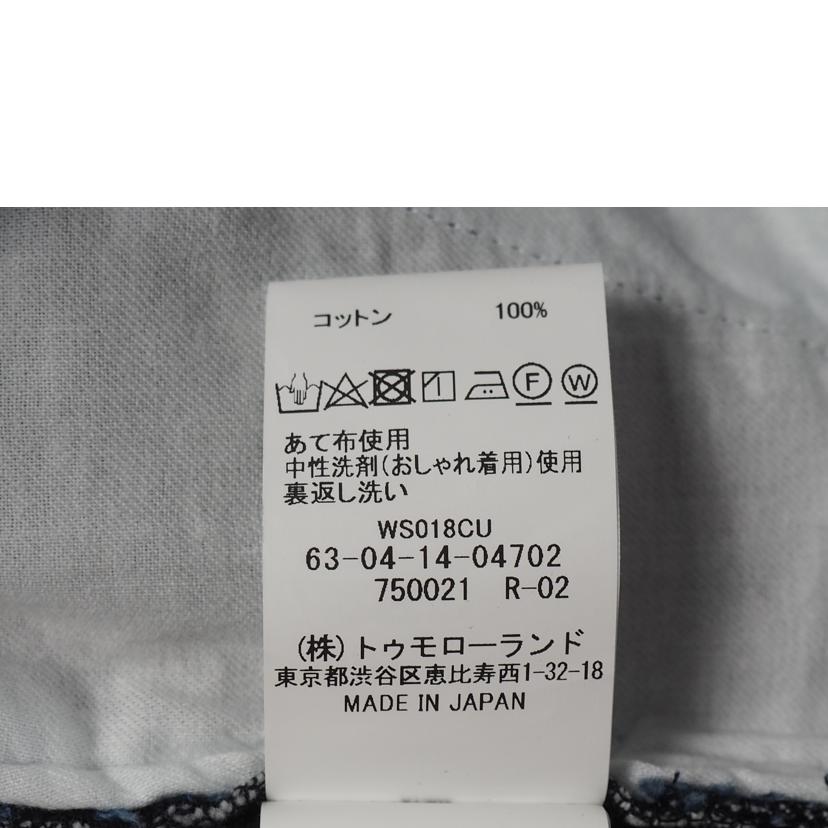 コットン 100%
F W
あて布使用
中性洗剤(おしゃれ着用)使用
裏返し洗い
WS018CU
63-04-14-04702
750021 R-02
(株)トゥモローランド
東京都渋谷区恵比寿西1-32-18
MADE IN JAPAN